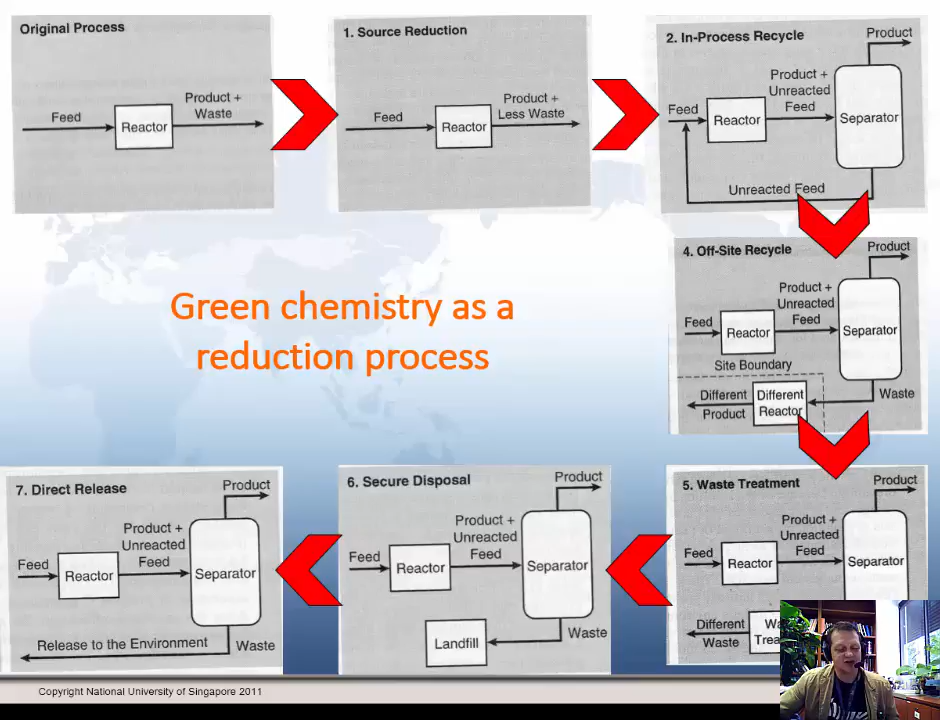 Original Process
Feed
Reactor
Product +
Waste
1. Source Reduction
Feed
Reactor
Product +
Less Waste
2. In-Process Recycle
Product
Product +
Unreacted
Feed
Feed
Reactor
Separator
Unreacted Feed
4. Off-Site Recycle
Product
Product +
Unreacted
Feed
Feed
Reactor
Separator
Site Boundary
Different
Product
Different
Reactor
Waste
Green chemistry as a
reduction process
7. Direct Release
Product
Product +
Unreacted
Feed
Feed
Reactor
Separator
Release to the Environment
Waste
6. Secure Disposal
Product
Product +
Unreacted
Feed
Feed
Reactor
Separator
Landfill
Waste
5. Waste Treatment
Product
Product +
Unreacted
Feed
Feed
Reactor
Separator
Different
Waste
Copyright National University of Singapore 2011